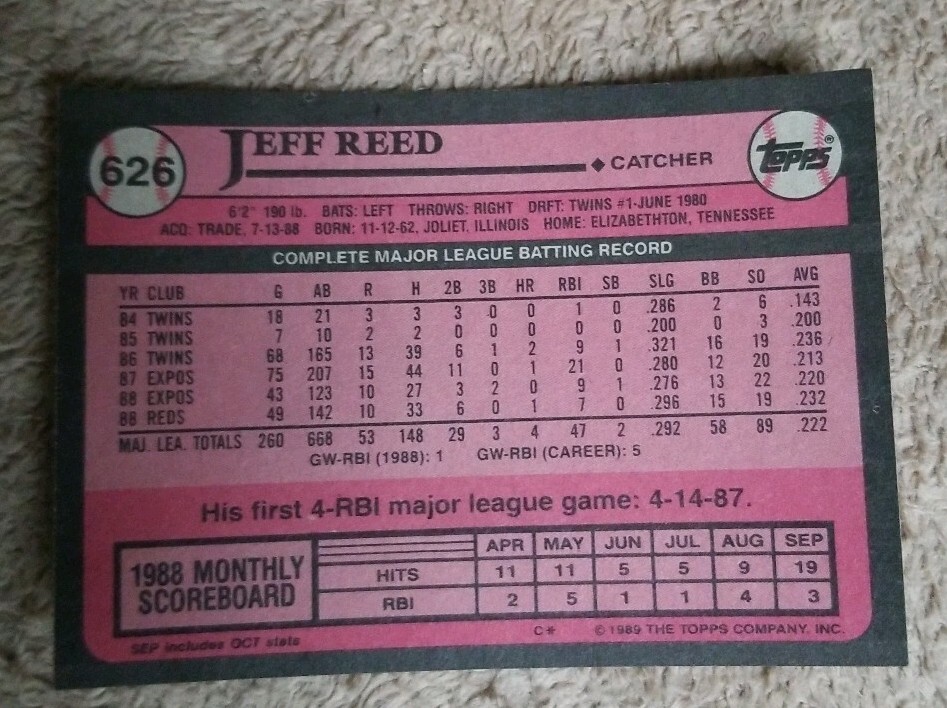 626 JEFF REED ◆ CATCHER Topps®
6'2" 190 lb. BATS: LEFT THROWS: RIGHT DRFT: TWINS #1-JUNE 1980
ACQ: TRADE, 7-13-88 BORN: 11-12-62, JOLIET, ILLINOIS HOME: ELIZABETHTON, TENNESSEE
COMPLETE MAJOR LEAGUE BATTING RECORD
YR CLUB G AB R H 2B 3B HR RBI SB SLG BB SO AVG
84 TWINS 18 21 3 3 3 0 0 1 0 .286 2 6 .143
85 TWINS 7 10 2 2 0 0 0 0 0 .200 0 3 .200
86 TWINS 68 165 13 39 6 1 2 9 1 .321 16 19 .236
87 EXPOS 75 207 15 44 11 0 1 21 0 .280 12 20 .213
88 EXPOS 43 123 10 27 3 2 0 9 1 .276 13 22 .220
88 REDS 49 142 10 33 6 0 1 7 0 .296 15 19 .232
MAJ. LEA. TOTALS 260 668 53 148 29 3 4 47 2 .292 58 89 .222
GW-RBI (1988): 1 GW-RBI (CAREER): 5
His first 4-RBI major league game: 4-14-87.
1988 MONTHLY SCOREBOARD
APR MAY JUN JUL AUG SEP
HITS 11 11 5 5 9 19
RBI 2 5 1 1 4 3
SEP includes OCT stats
C* © 1989 THE TOPPS COMPANY, INC.